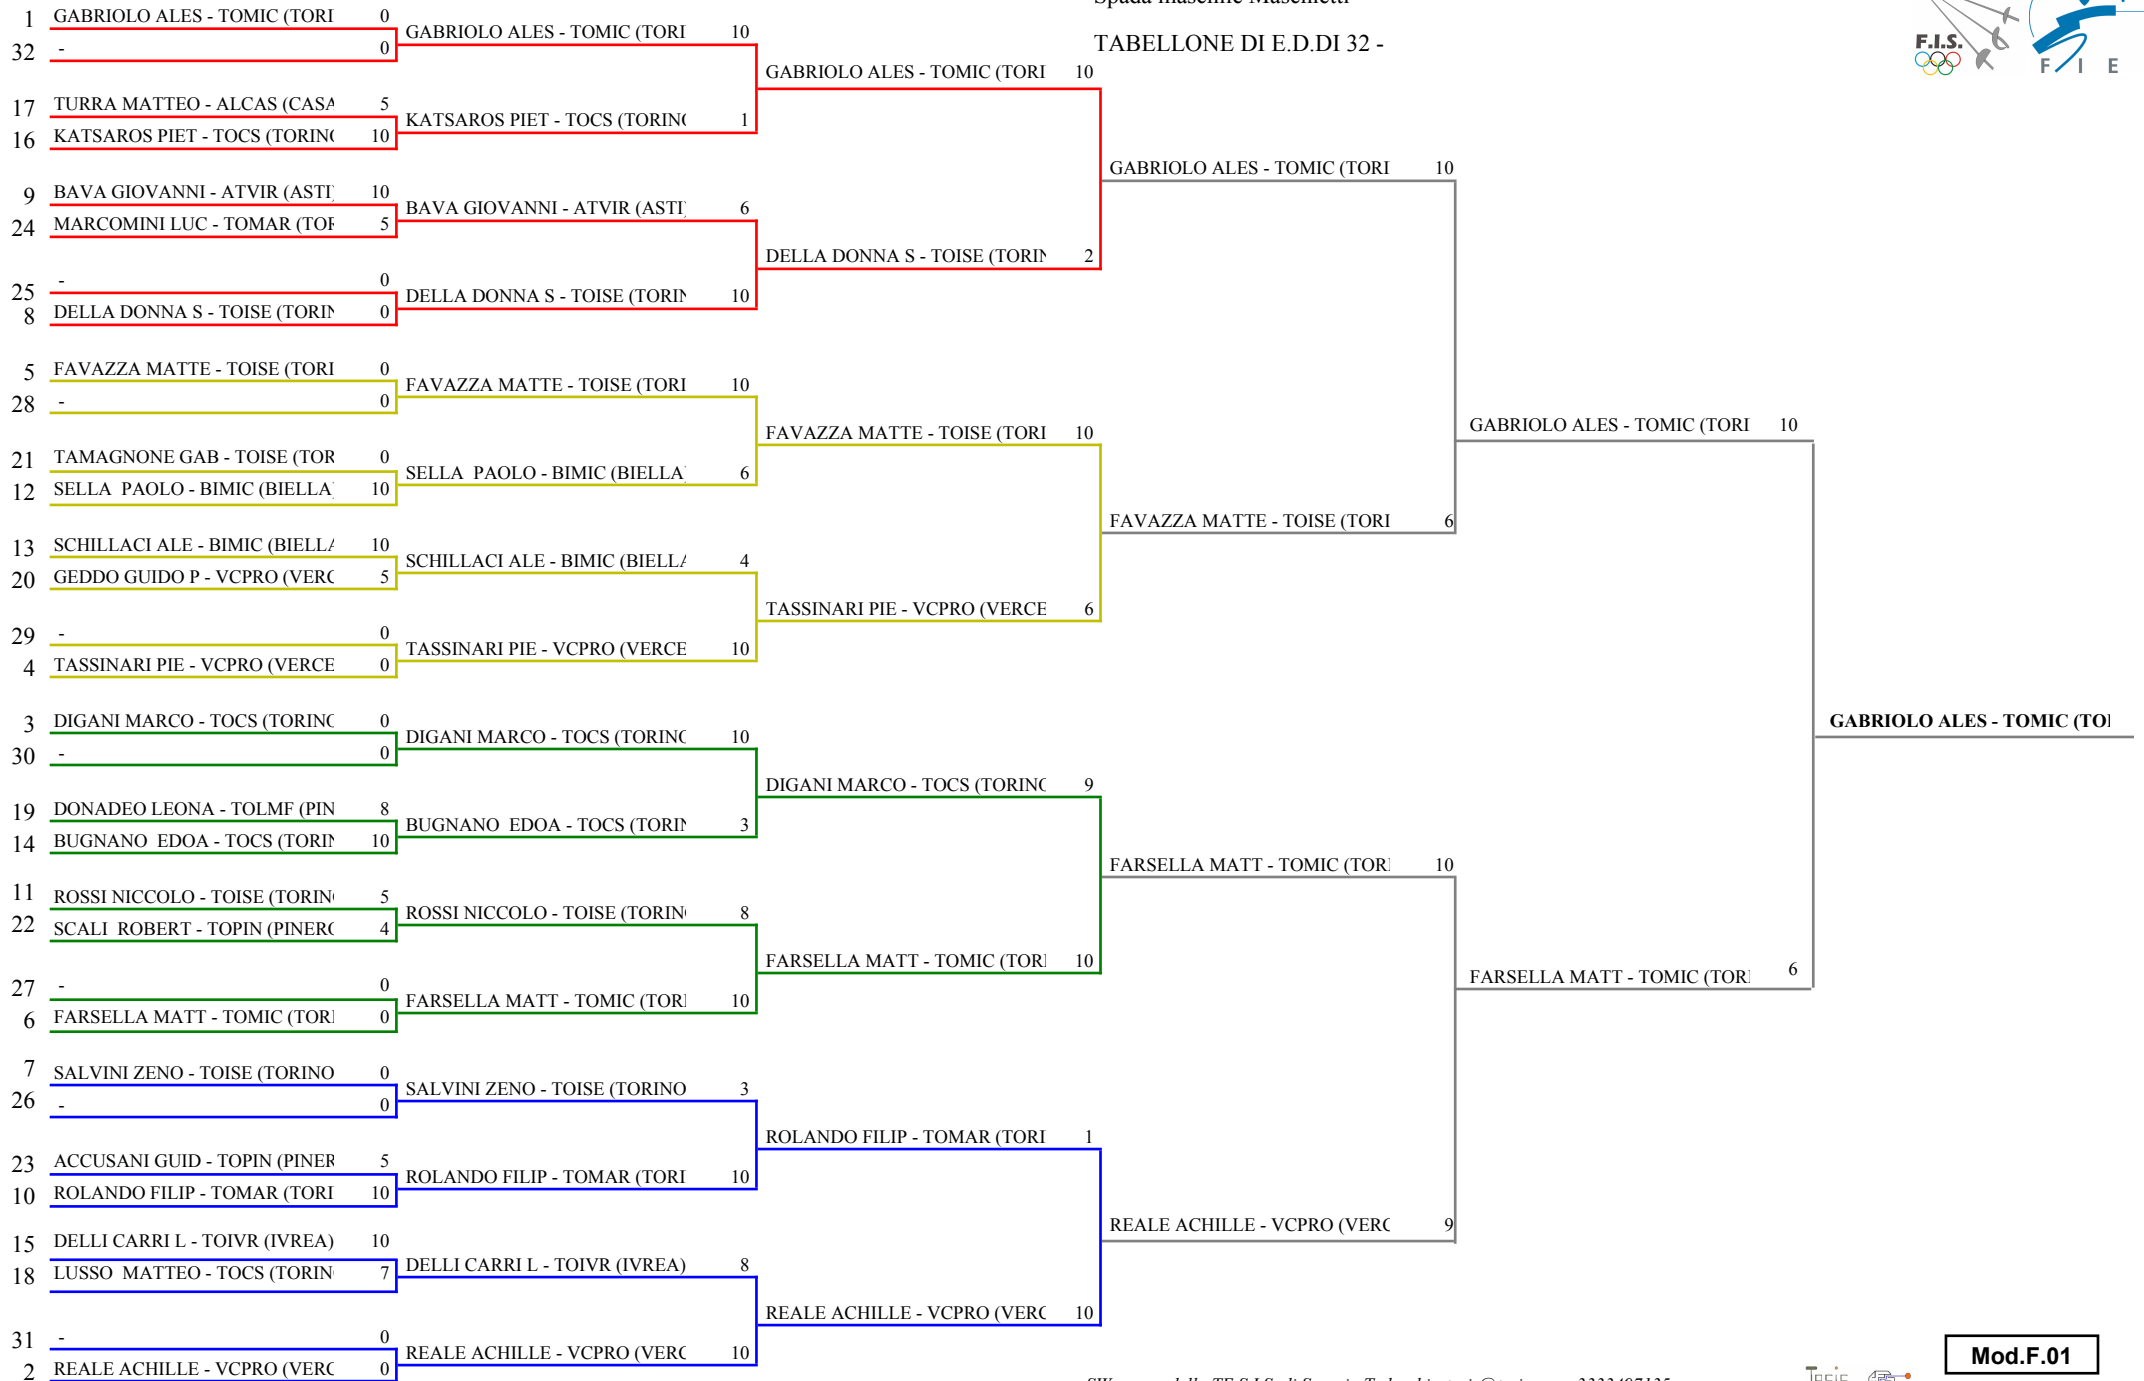 Spada maschile Maschietti
TABELLONE DI E.D.DI 32 -
F.I.S.
F I E
1 GABRIOLO ALES - TOMIC (TORI 0
32 - 0
17 TURRA MATTEO - ALCAS (CASA 5
16 KATSAROS PIET - TOCS (TORINO 10
9 BAVA GIOVANNI - ATVIR (ASTI) 10
24 MARCOMINI LUC - TOMAR (TOR 5
25 - 0
8 DELLA DONNA S - TOISE (TORIN 0
5 FAVAZZA MATTE - TOISE (TORI 0
28 - 0
21 TAMAGNONE GAB - TOISE (TOR 0
12 SELLA PAOLO - BIMIC (BIELLA) 10
13 SCHILLACI ALE - BIMIC (BIELLA 10
20 GEDDO GUIDO P - VCPRO (VERC 5
29 - 0
4 TASSINARI PIE - VCPRO (VERCE 0
3 DIGANI MARCO - TOCS (TORINO 0
30 - 0
19 DONADEO LEONA - TOLMF (PIN 8
14 BUGNANO EDOA - TOCS (TORIN 10
11 ROSSI NICCOLO - TOISE (TORIN 5
22 SCALI ROBERT - TOPIN (PINERO 4
27 - 0
6 FARSELLA MATT - TOMIC (TORI 0
7 SALVINI ZENO - TOISE (TORINO 0
26 - 0
23 ACCUSANI GUID - TOPIN (PINER 5
10 ROLANDO FILIP - TOMAR (TORI 10
15 DELLI CARRI L - TOIVR (IVREA) 10
18 LUSSO MATTEO - TOCS (TORIN 7
31 - 0
2 REALE ACHILLE - VCPRO (VERC 0
GABRIOLO ALES - TOMIC (TORI 10
KATSAROS PIET - TOCS (TORINO 1
BAVA GIOVANNI - ATVIR (ASTI) 6
DELLA DONNA S - TOISE (TORIN 10
FAVAZZA MATTE - TOISE (TORI 10
SELLA PAOLO - BIMIC (BIELLA) 6
SCHILLACI ALE - BIMIC (BIELLA 4
TASSINARI PIE - VCPRO (VERCE 10
DIGANI MARCO - TOCS (TORINO 10
BUGNANO EDOA - TOCS (TORIN 3
ROSSI NICCOLO - TOISE (TORIN 8
FARSELLA MATT - TOMIC (TORI 10
SALVINI ZENO - TOISE (TORINO 3
ROLANDO FILIP - TOMAR (TORI 10
DELLI CARRI L - TOIVR (IVREA) 8
REALE ACHILLE - VCPRO (VERC 10
GABRIOLO ALES - TOMIC (TORI 10
DELLA DONNA S - TOISE (TORIN 2
FAVAZZA MATTE - TOISE (TORI 10
TASSINARI PIE - VCPRO (VERCE 6
DIGANI MARCO - TOCS (TORINO 9
FARSELLA MATT - TOMIC (TORI 10
ROLANDO FILIP - TOMAR (TORI 1
REALE ACHILLE - VCPRO (VERC 10
GABRIOLO ALES - TOMIC (TORI 10
FAVAZZA MATTE - TOISE (TORI 6
FARSELLA MATT - TOMIC (TORI 10
REALE ACHILLE - VCPRO (VERC 9
GABRIOLO ALES - TOMIC (TORI 10
FARSELLA MATT - TOMIC (TORI 6
GABRIOLO ALES - TOMIC (TO
Mod.F.01